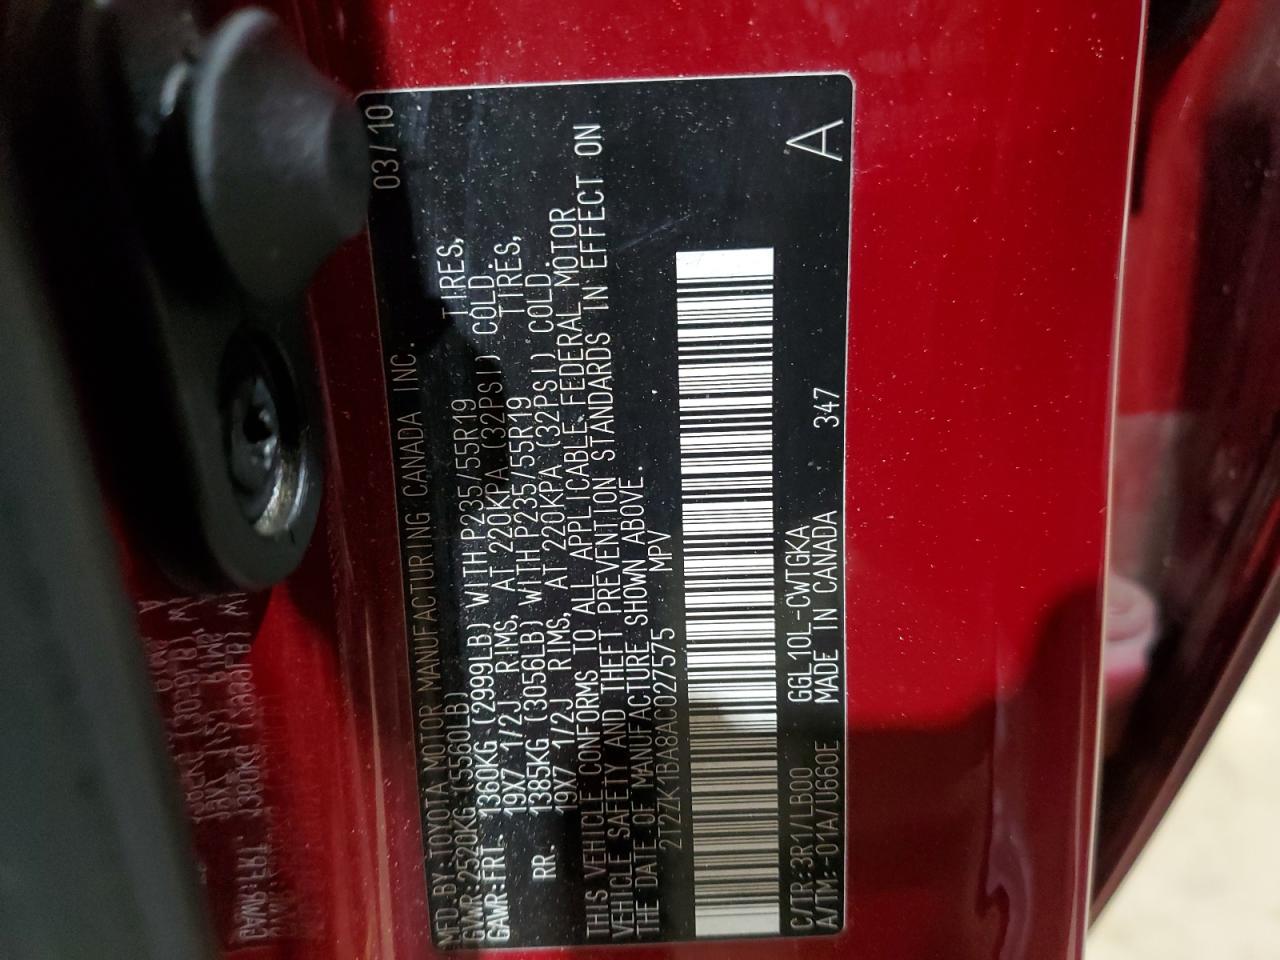 MFD.BY:TOYOTA MOTOR MANUFACTURING CANADA INC. 03/10
GVWR:2520KG (5560LB)
GAWR:FRT. 1360KG (2999LB) WITH P235/55R19 TIRES,
19X7 1/2J RIMS, AT 220KPA (32PSI) COLD
RR. 1385KG (3056LB) WITH P235/55R19 TIRES,
19X7 1/2J RIMS, AT 220KPA (32PSI) COLD.
THIS VEHICLE CONFORMS TO ALL APPLICABLE FEDERAL MOTOR
VEHICLE SAFETY AND THEFT PREVENTION STANDARDS IN EFFECT ON
THE DATE OF MANUFACTURE SHOWN ABOVE.
2T2ZK1BA8AC027575 MPV
C/TR:3R1/LB00 GGL10L-CWTGKA
A/TM:-01A/U660E MADE IN CANADA 347 A